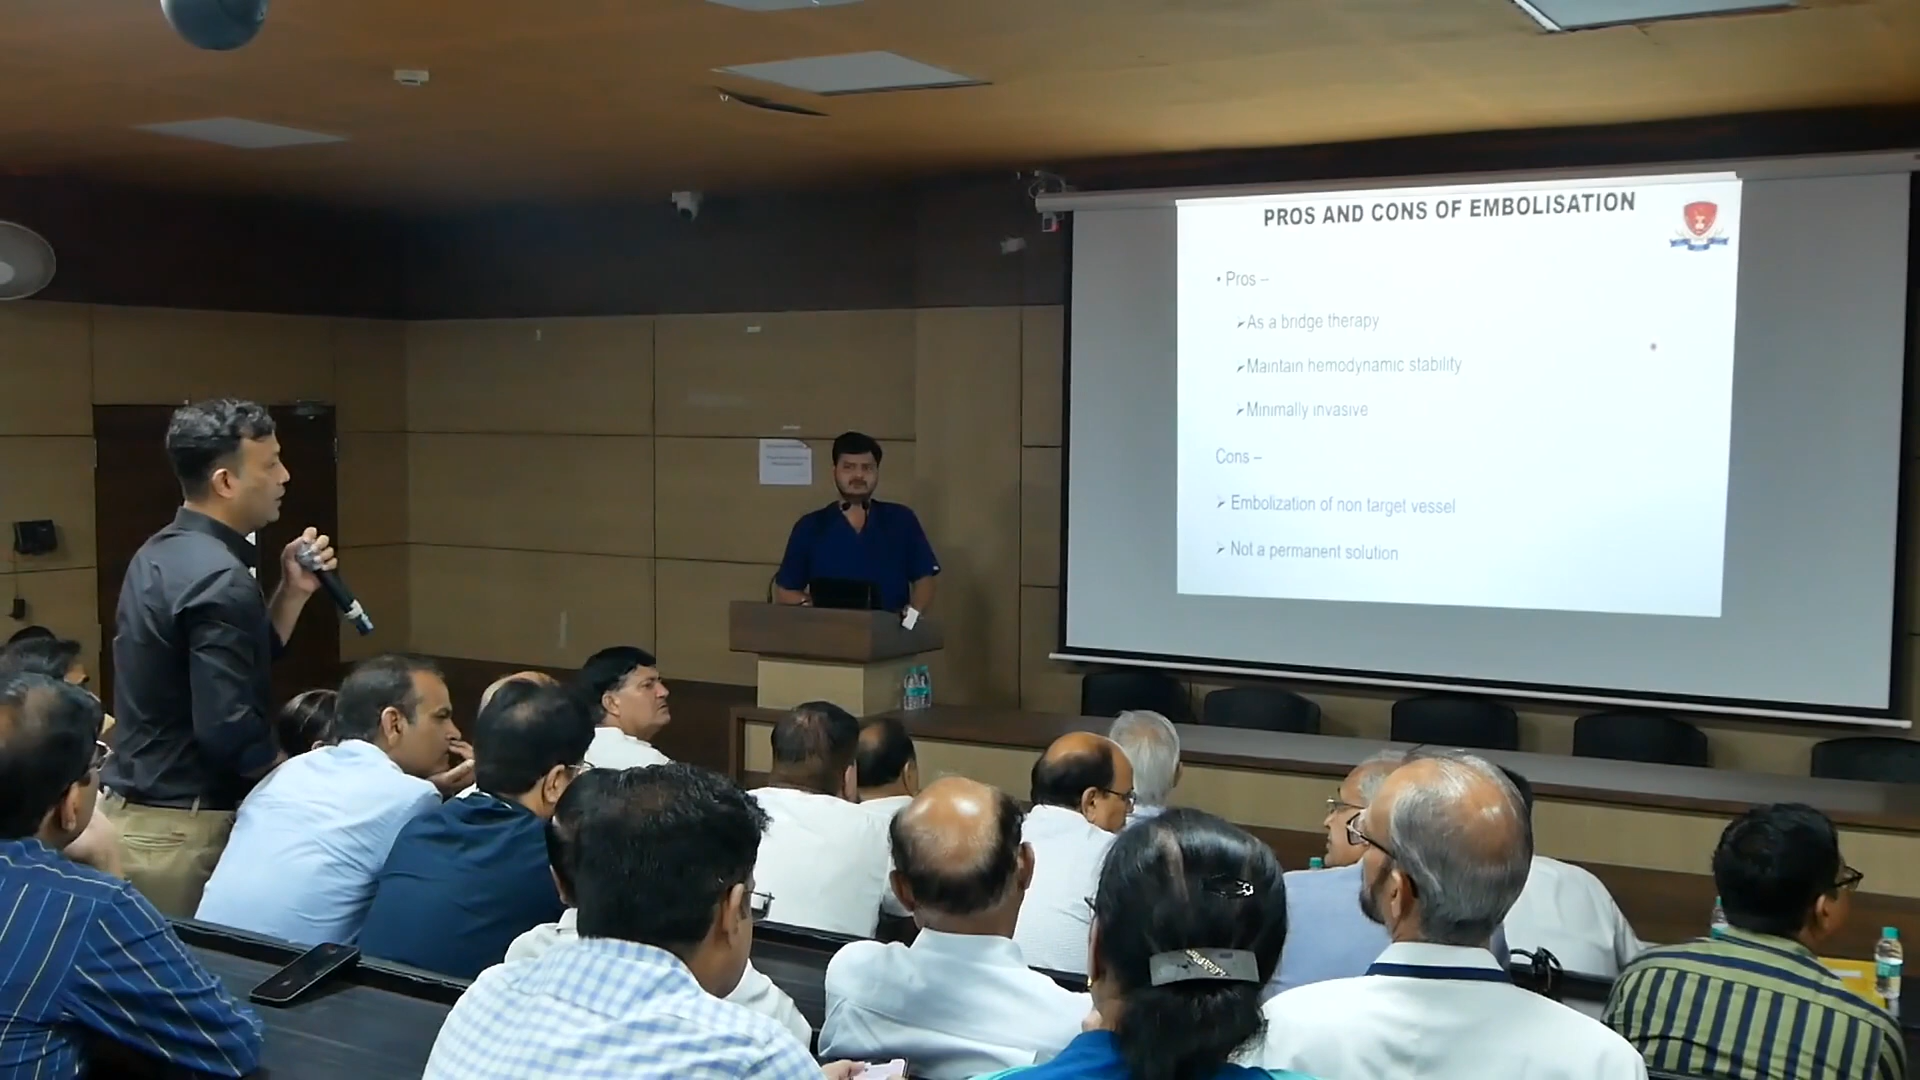 PROS AND CONS OF EMBOLISATION
• Pros –
➢As a bridge therapy
➢Maintain hemodynamic stability
➢Minimally invasive
Cons –
➢ Embolization of non target vessel
➢ Not a permanent solution